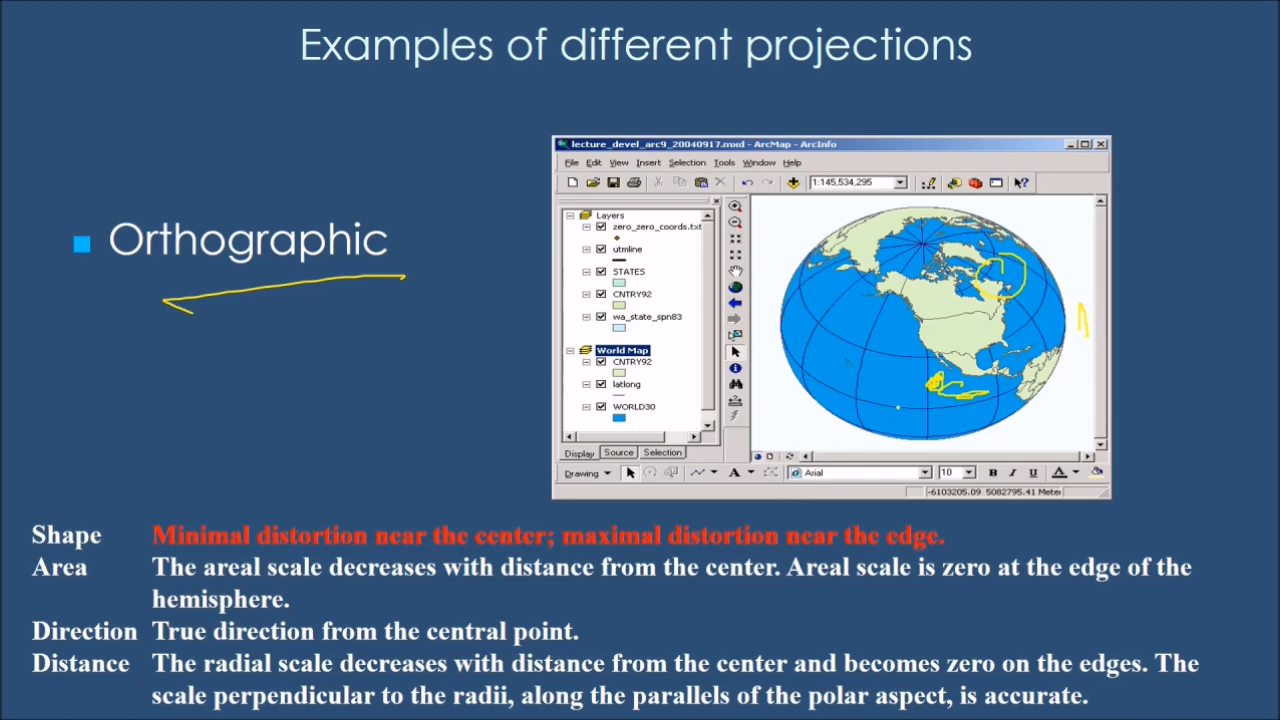 Examples of different projections
Orthographic
lecture_devel_arc9_20040917.mxd - ArcMap - ArcInfo
File Edit View Insert Selection Tools Window Help
1:145,534,295
Layers
zero_zero_coords.txt
utmline
STATES
CNTRY92
wa_state_spn83
World Map
CNTRY92
latlong
WORLD30
Display Source Selection
Drawing A Arial 10 B I U A
-6103205.09 5082795.41 Meter
Shape Minimal distortion near the center; maximal distortion near the edge.
Area The areal scale decreases with distance from the center. Areal scale is zero at the edge of the
hemisphere.
Direction True direction from the central point.
Distance The radial scale decreases with distance from the center and becomes zero on the edges. The
scale perpendicular to the radii, along the parallels of the polar aspect, is accurate.